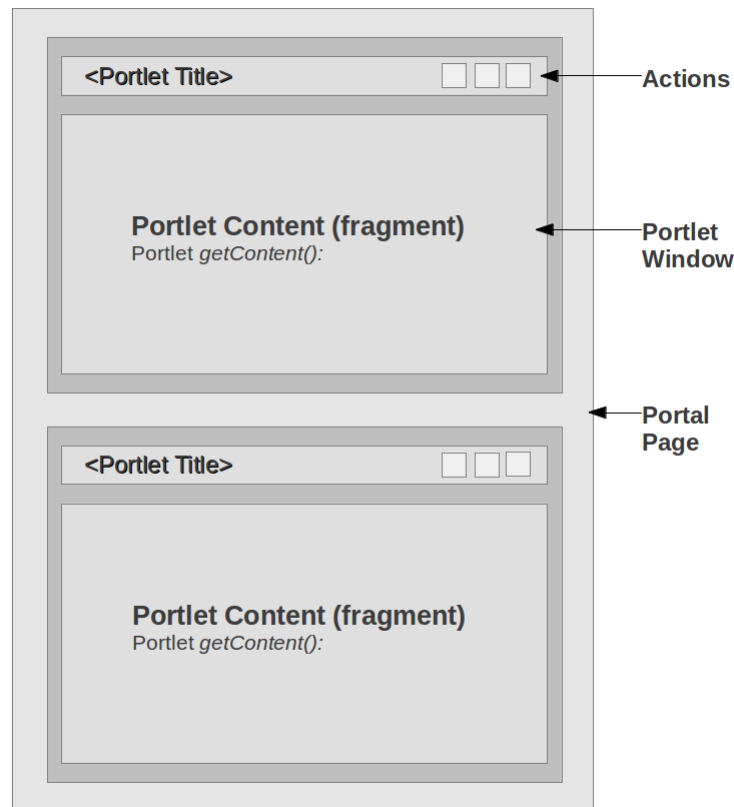 <Portlet Title>
Actions
Portlet Content (fragment)
Portlet getContent():
Portlet
Window
Portal
Page
<Portlet Title>
Portlet Content (fragment)
Portlet getContent():